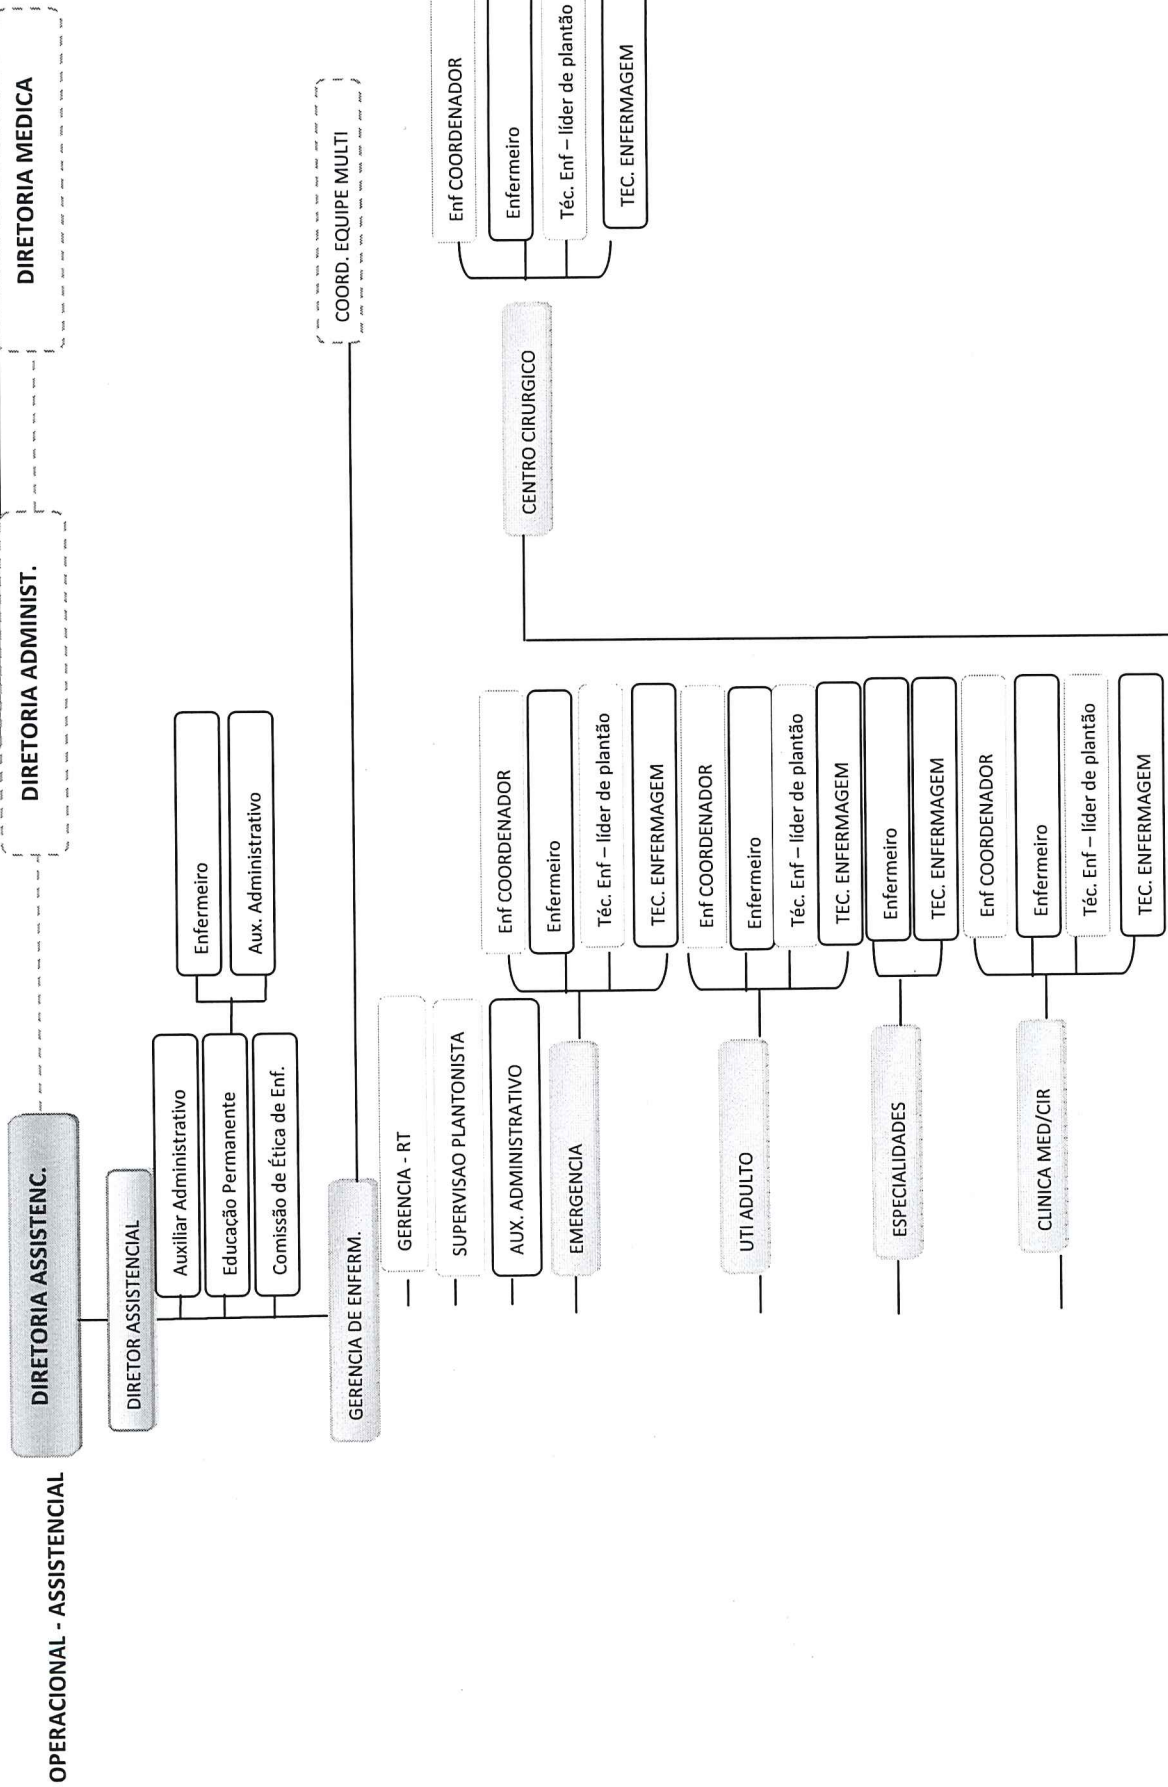 OPERACIONAL - ASSISTENCIAL
DIRETORIA ASSISTENC.
DIRETORIA ADMINIST.
DIRETORIA MEDICA
DIRETOR ASSISTENCIAL
Auxiliar Administrativo
Educação Permanente
Comissão de Ética de Enf.
Enfermeiro
Aux. Administrativo
GERENCIA DE ENFERM.
COORD. EQUIPE MULTI
GERENCIA - RT
SUPERVISAO PLANTONISTA
AUX. ADMINISTRATIVO
EMERGENCIA
Enf COORDENADOR
Enfermeiro
Téc. Enf – líder de plantão
TEC. ENFERMAGEM
UTI ADULTO
Enf COORDENADOR
Enfermeiro
Téc. Enf – líder de plantão
TEC. ENFERMAGEM
ESPECIALIDADES
Enfermeiro
TEC. ENFERMAGEM
CLINICA MED/CIR
Enf COORDENADOR
Enfermeiro
Téc. Enf – líder de plantão
TEC. ENFERMAGEM
CENTRO CIRURGICO
Enf COORDENADOR
Enfermeiro
Téc. Enf – líder de plantão
TEC. ENFERMAGEM